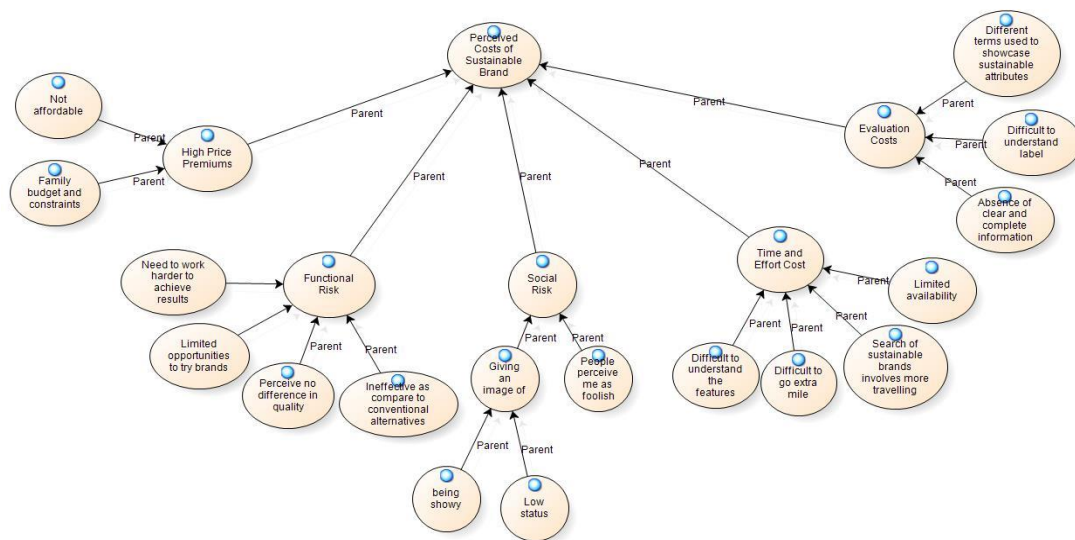 Perceived
Costs of
Sustainable
Brand
Different
terms used to
showcase
sustainable
attributes
Not
affordable
Parent
Parent
Parent
High Price
Premiums
Evaluation
Costs
Parent
Difficult to
understand
label
Family
budget and
constraints
Parent
Parent
Parent
Parent
Parent
Absence of
clear and
complete
information
Need to work
harder to
achieve
results
Functional
Risk
Social
Risk
Time and
Effort Cost
Parent
Limited
availability
Limited
opportunities
to try brands
Parent
Parent
Parent
Parent
Parent
Parent
Parent
Perceive no
difference in
quality
Ineffective as
compare to
conventional
alternatives
Giving
an
image of
People
perceive
me as
foolish
Difficult to
understand
the
features
Difficult to
go extra
mile
Search of
sustainable
brands
involves more
travelling
Parent
Parent
being
showy
Low
status